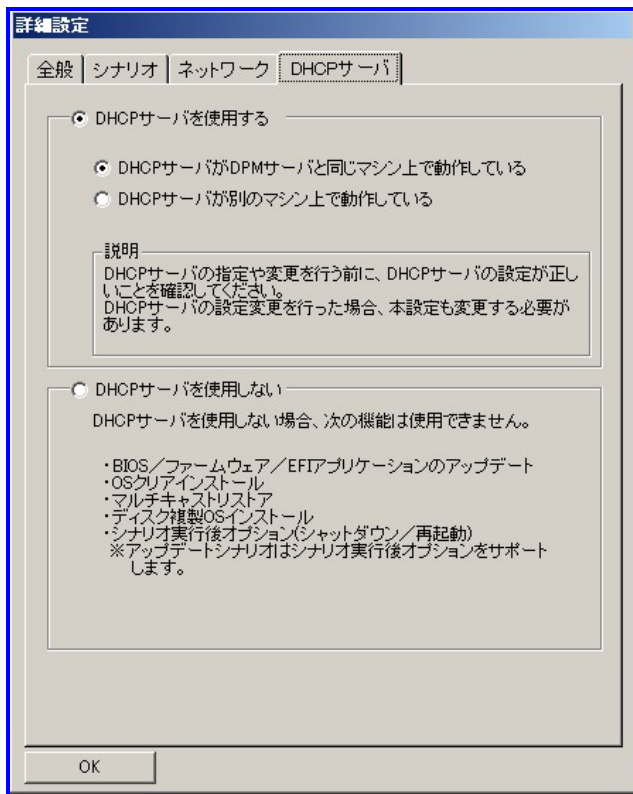 詳細設定
全般 シナリオ ネットワーク DHCPサーバ
DHCPサーバを使用する
DHCPサーバがDPMサーバと同じマシン上で動作している
DHCPサーバが別のマシン上で動作している
説明
DHCPサーバの指定や変更を行う前に、DHCPサーバの設定が正し
いことを確認してください。
DHCPサーバの設定変更を行った場合、本設定も変更する必要が
あります。
DHCPサーバを使用しない
DHCPサーバを使用しない場合、次の機能は使用できません。
・BIOS／ファームウェア／EFIアプリケーションのアップデート
・OSクリアインストール
・マルチキャストリストア
・ディスク複製OSインストール
・シナリオ実行後オプション(シャットダウン／再起動)
※アップデートシナリオはシナリオ実行後オプションをサポート
します。
OK